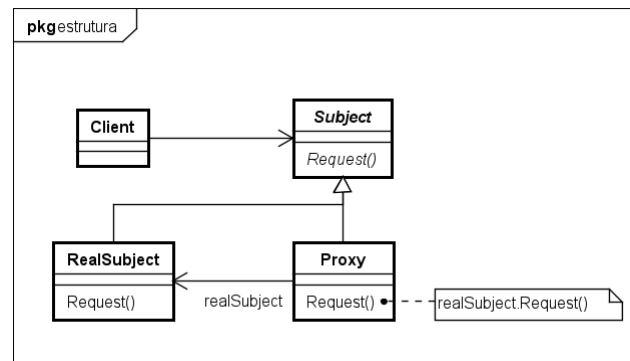 pkg estrutura
Client
Subject
Request()
RealSubject
Request()
realSubject
Proxy
Request()
realSubject.Request()